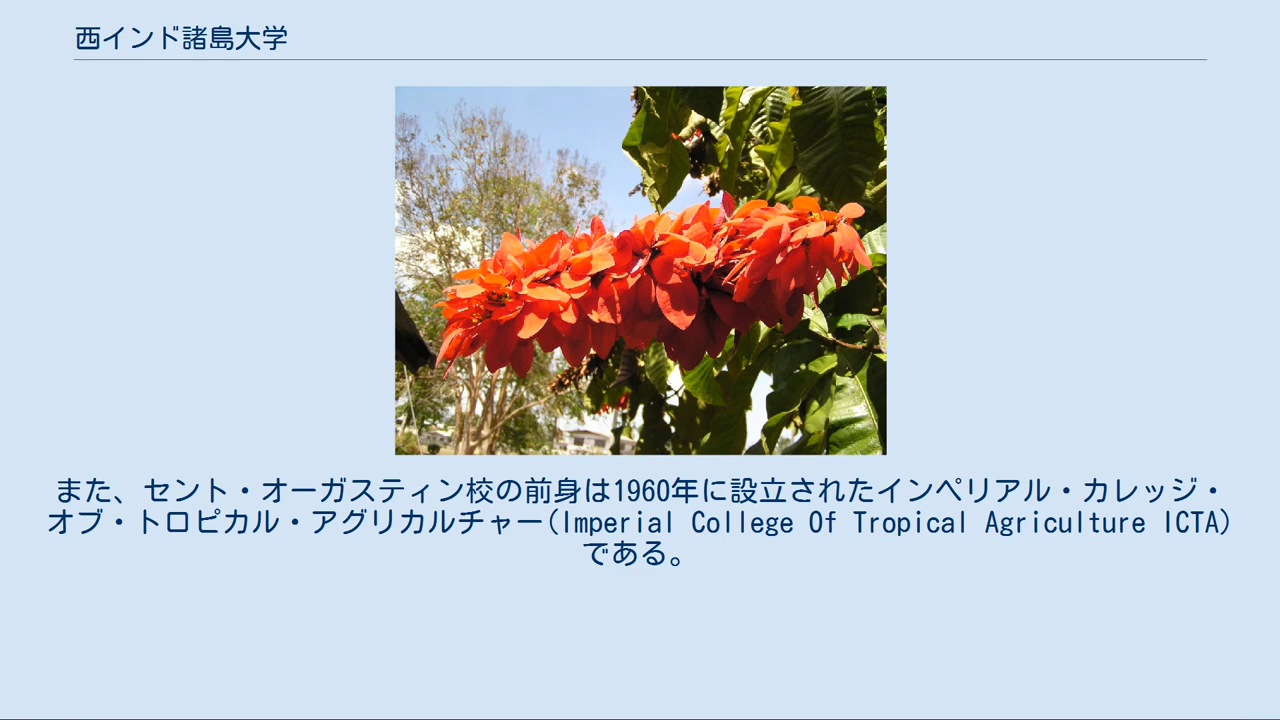 西インド諸島大学
また、セント・オーガスティン校の前身は1960年に設立されたインペリアル・カレッジ・
オブ・トロピカル・アグリカルチャー(Imperial College Of Tropical Agriculture ICTA)
である。